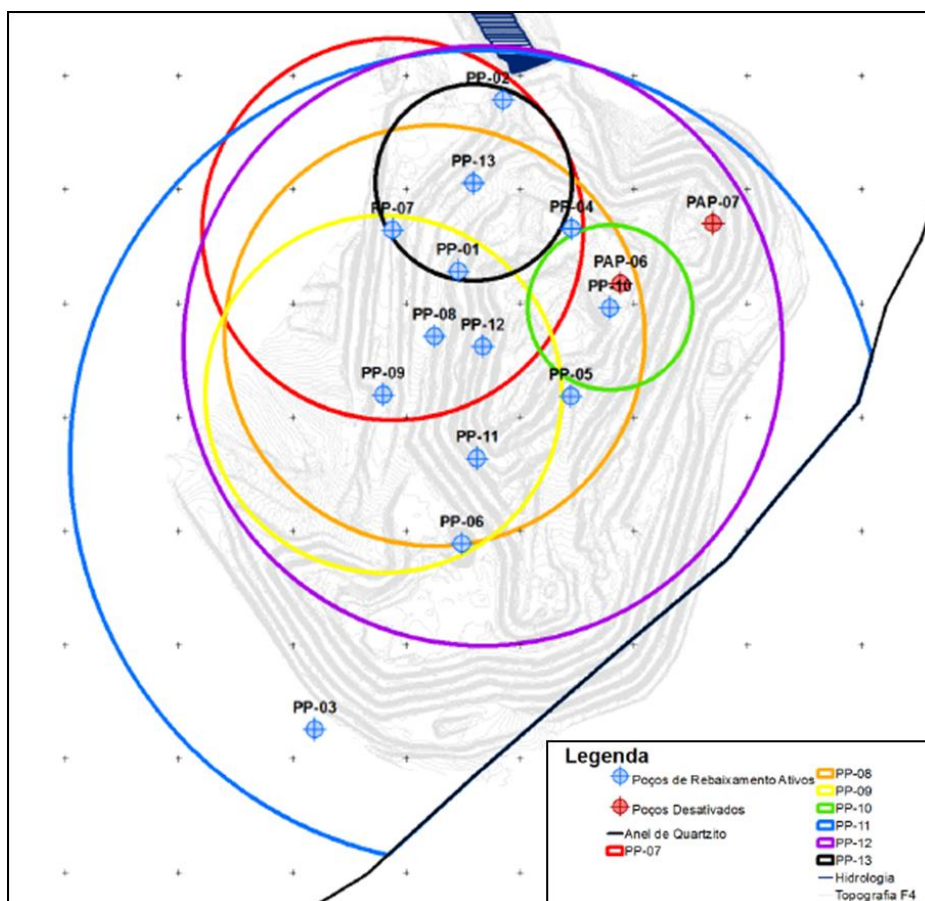 PP-02
PP-13
PP-07
PP-04
PAP-07
PP-01
PAP-06
PP-10
PP-08
PP-12
PP-09
PP-05
PP-11
PP-06
PP-03
Legenda
Poços de Rebaixamento Ativos
Poços Desativados
Anel de Quartzito
PP-07
PP-08
PP-09
PP-10
PP-11
PP-12
PP-13
Hidrologia
Topografia F4